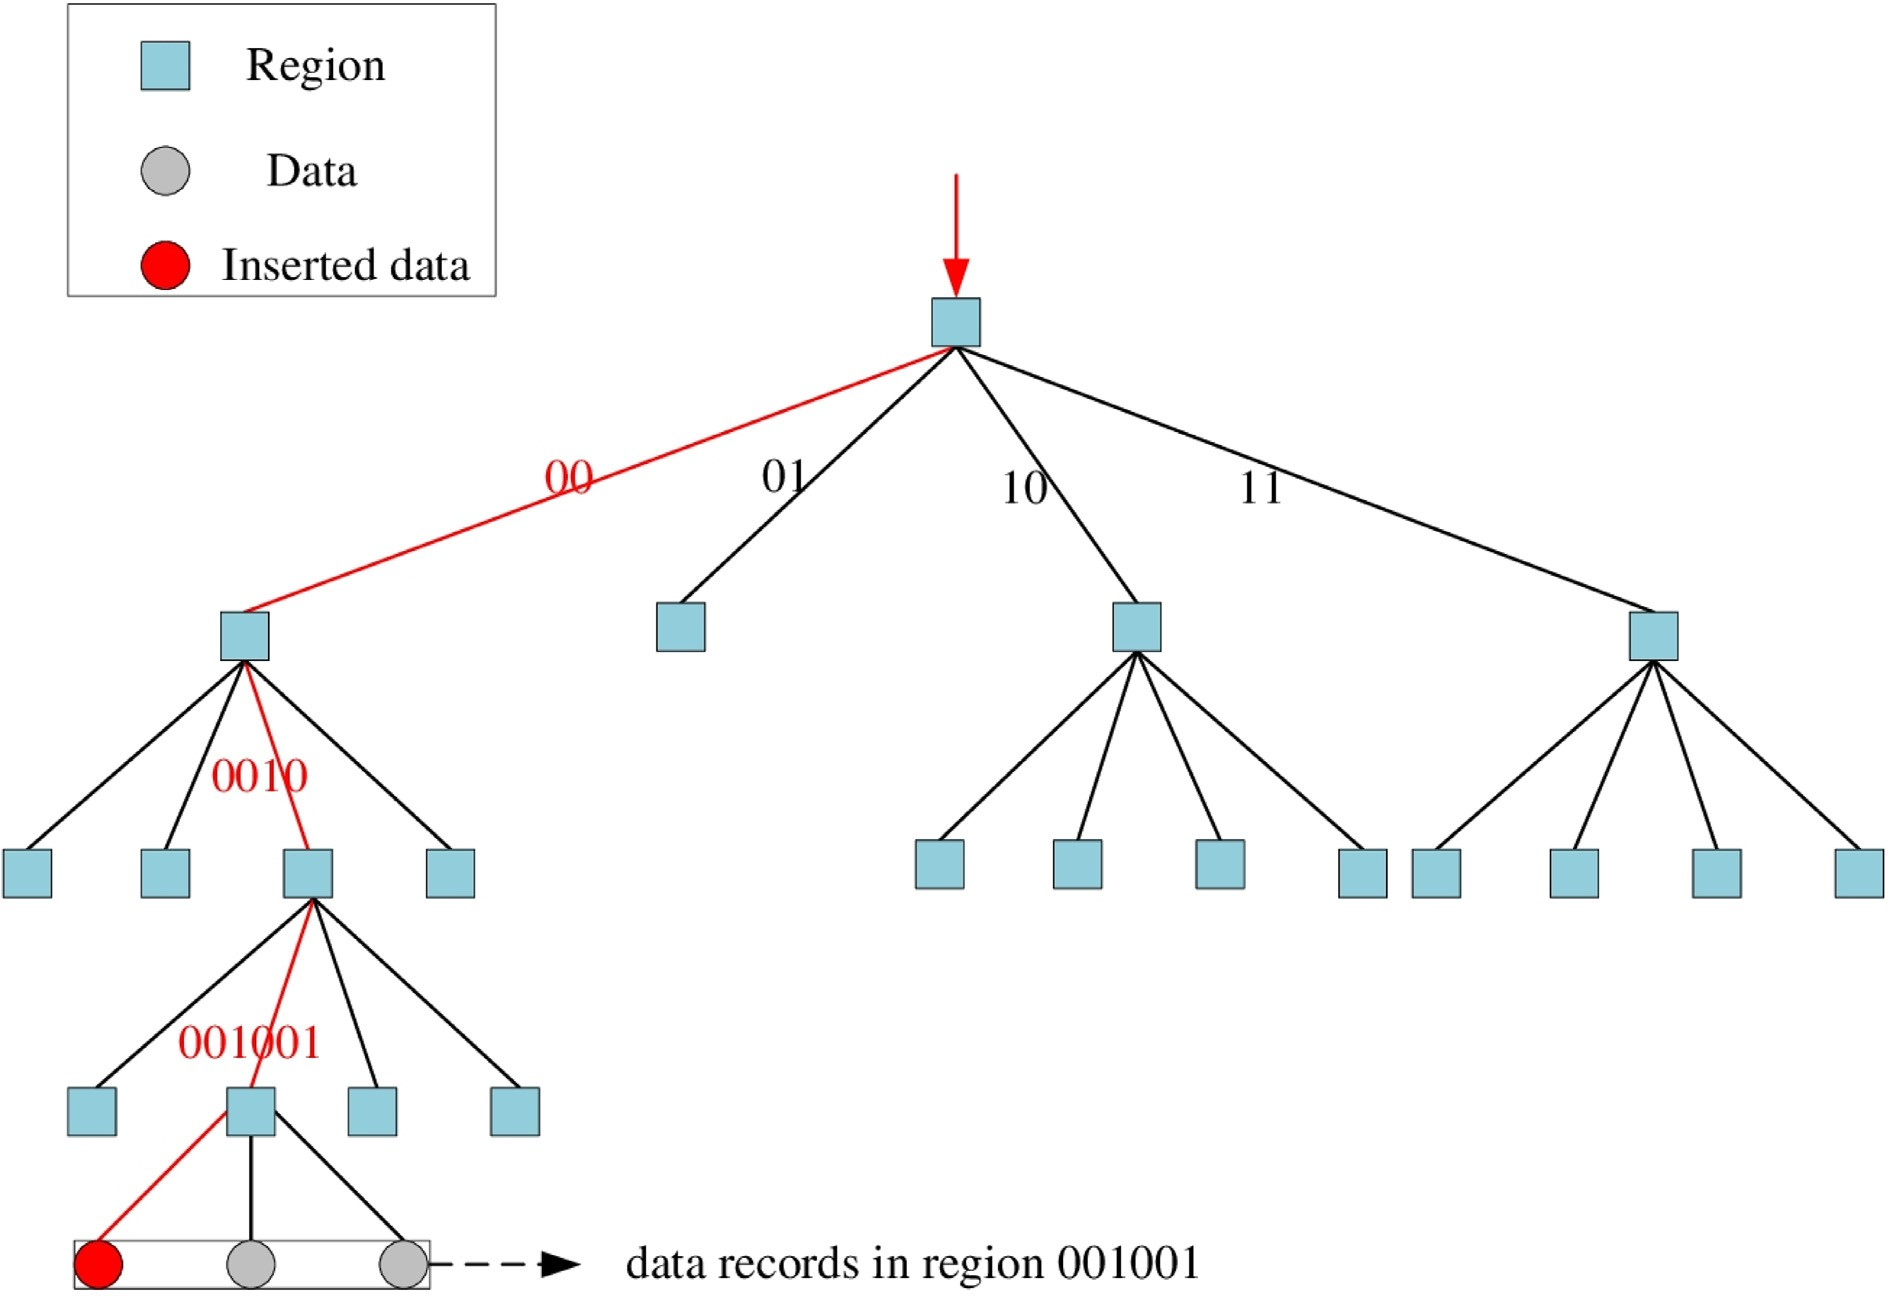 Region
Data
Inserted data
00
01
10
11
0010
001001
data records in region 001001